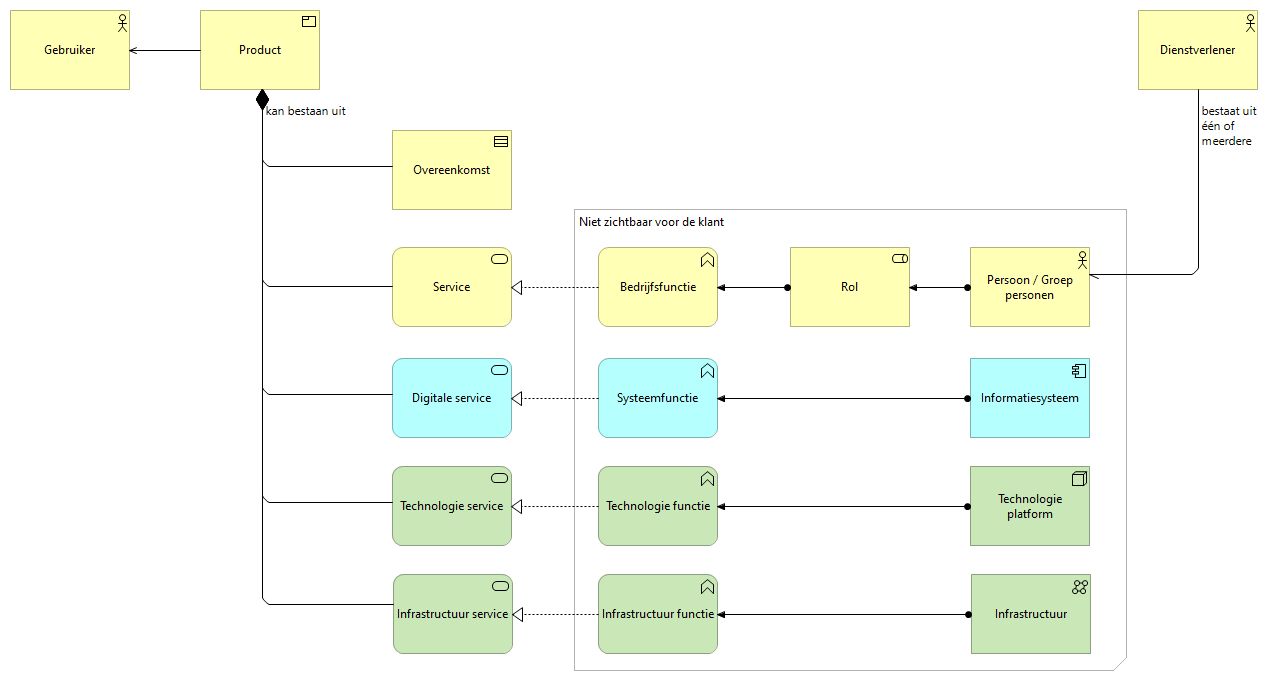 Gebruiker
Product
Dienstverlener
kan bestaan uit
bestaat uit
één of
meerdere
Overeenkomst
Niet zichtbaar voor de klant
Service
Bedrijfsfunctie
Rol
Persoon / Groep
personen
Digitale service
Systeemfunctie
Informatiesysteem
Technologie service
Technologie functie
Technologie
platform
Infrastructuur service
Infrastructuur functie
Infrastructuur